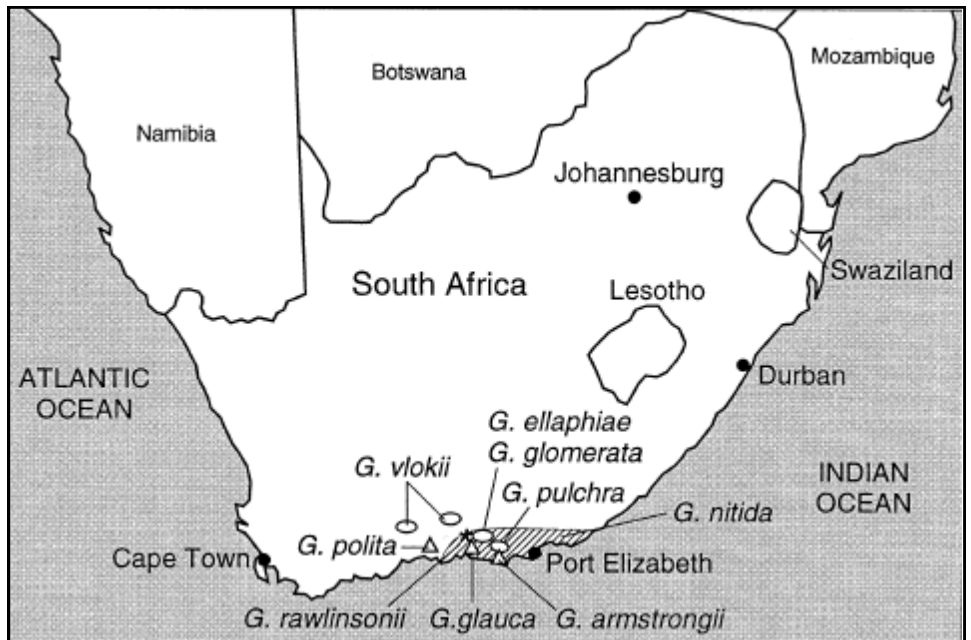 Mozambique
Botswana
Namibia
Johannesburg
Swaziland
South Africa
Lesotho
ATLANTIC
OCEAN
Durban
G. ellaphiae
G. glomerata
G. vlokii
G. pulchra
INDIAN
OCEAN
G. nitida
G. polita
Cape Town
Port Elizabeth
G. rawlinsonii
G.glauca
G. armstrongii